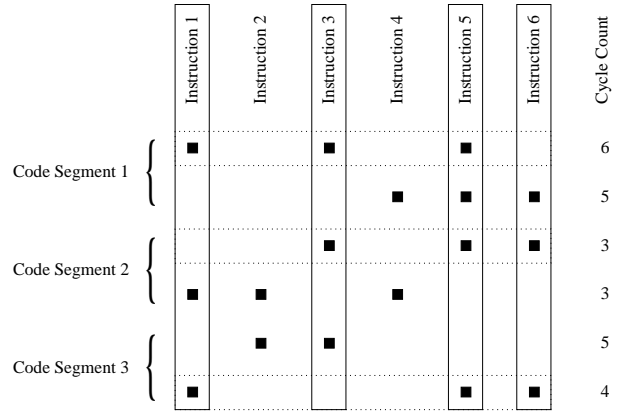 Instruction 1
Instruction 2
Instruction 3
Instruction 4
Instruction 5
Instruction 6
Cycle Count
Code Segment 1
6
5
Code Segment 2
3
3
Code Segment 3
5
4